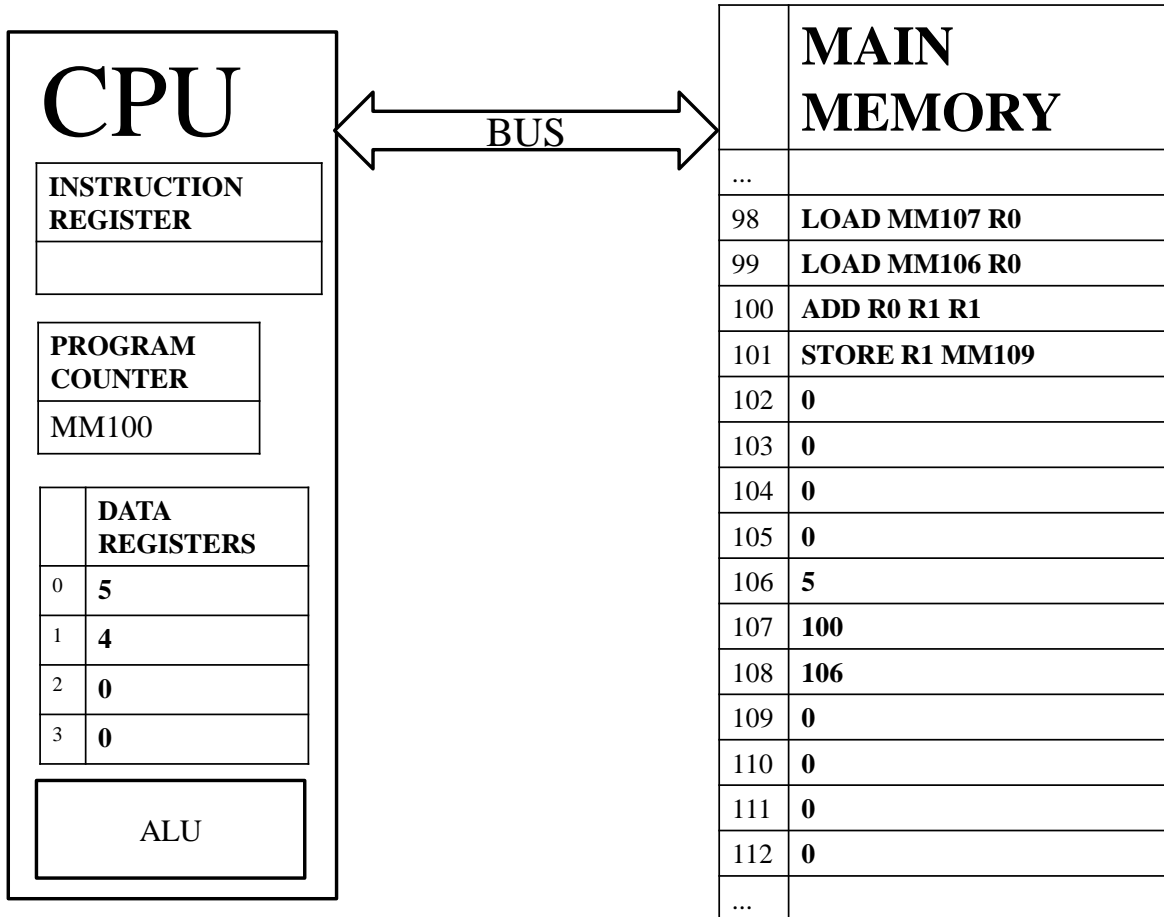 CPU
INSTRUCTION
REGISTER
PROGRAM
COUNTER
MM100
DATA
REGISTERS
0 5
1 4
2 0
3 0
ALU
BUS
MAIN
MEMORY
...
98 LOAD MM107 R0
99 LOAD MM106 R0
100 ADD R0 R1 R1
101 STORE R1 MM109
102 0
103 0
104 0
105 0
106 5
107 100
108 106
109 0
110 0
111 0
112 0
...